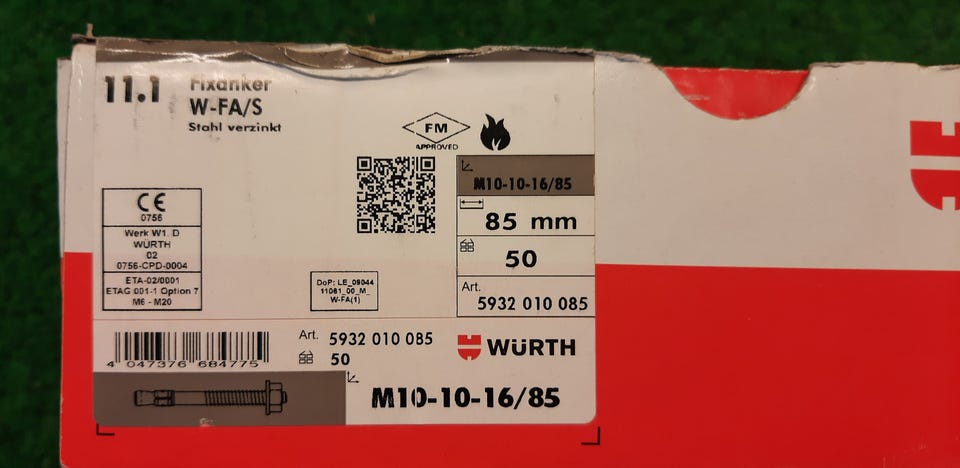 11.1
Fixanker
W-FA/S
Stahl verzinkt
FM
APPROVED
M10-10-16/85
85 mm
50
Art.
5932 010 085
CE
0756
Werk W1, D
WÜRTH
02
0756-CPD-0004
ETA-02/0001
ETAG 001-1 Option 7
M6 - M20
DoP: LE_09044
11061_00_M_
W-FA(1)
4 047376 684775
Art. 5932 010 085
50
WÜRTH
M10-10-16/85